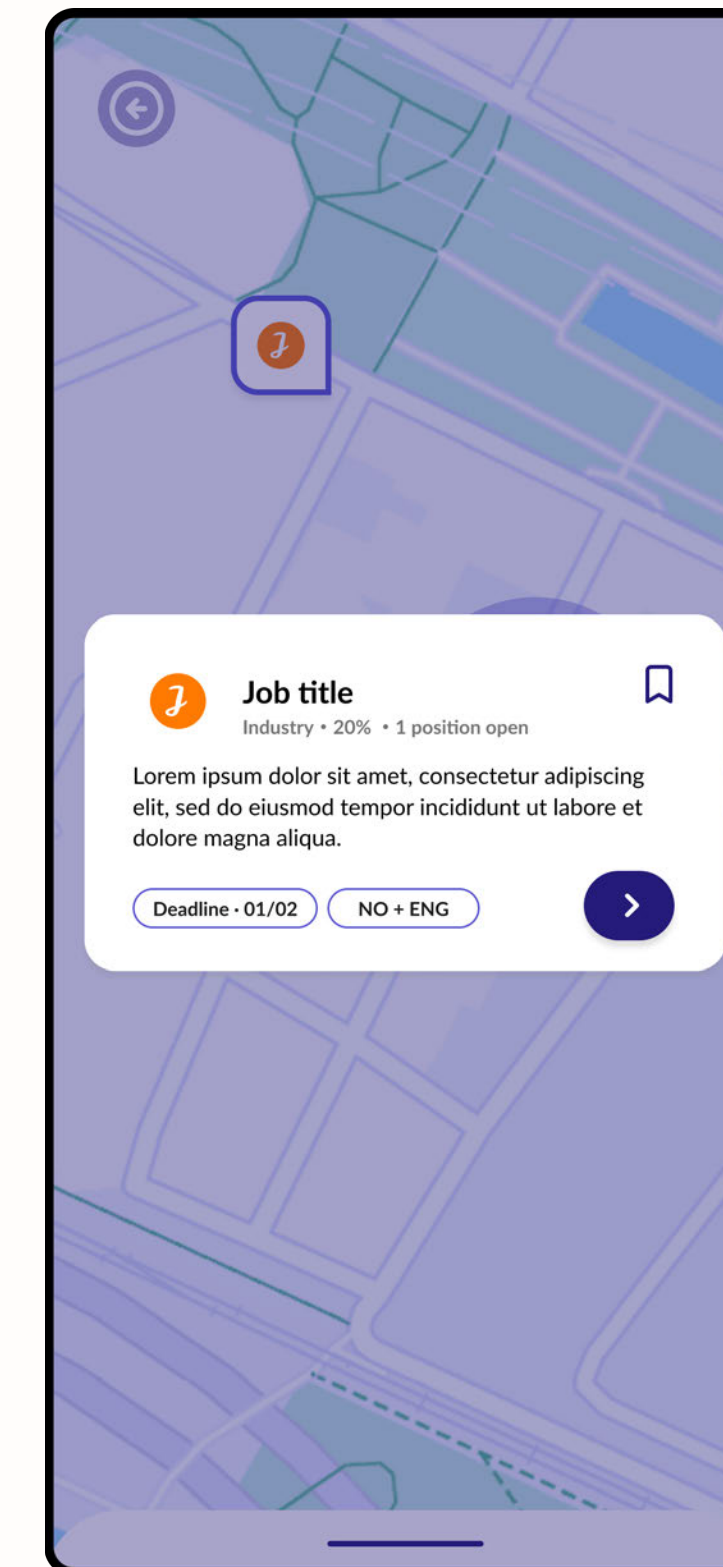 J
J
Job title
Industry • 20% • 1 position open
Lorem ipsum dolor sit amet, consectetur adipiscing
elit, sed do eiusmod tempor incididunt ut labore et
dolore magna aliqua.
Deadline · 01/02
NO + ENG